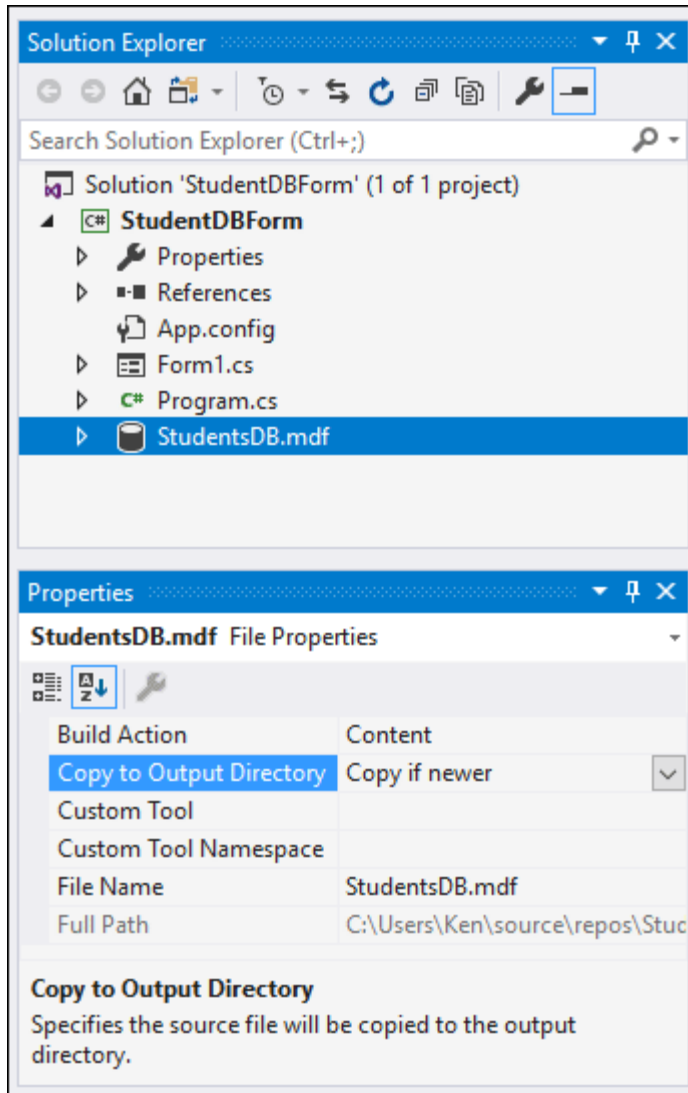 Solution Explorer
Search Solution Explorer (Ctrl+;)
Solution 'StudentDBForm' (1 of 1 project)
C# StudentDBForm
Properties
References
App.config
Form1.cs
C# Program.cs
StudentsDB.mdf
Properties
StudentsDB.mdf File Properties
Build Action Content
Copy to Output Directory Copy if newer
Custom Tool
Custom Tool Namespace
File Name StudentsDB.mdf
Full Path C:\Users\Ken\source\repos\Stud
Copy to Output Directory
Specifies the source file will be copied to the output
directory.